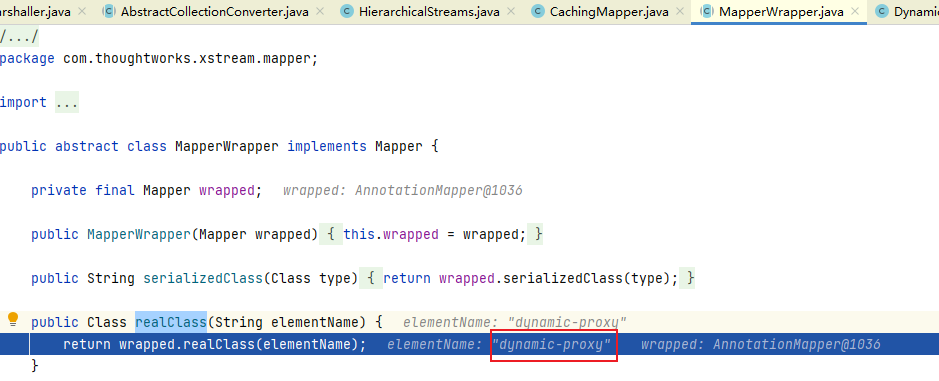 arshaller.java AbstractCollectionConverter.java HierarchicalStreams.java CachingMapper.java MapperWrapper.java Dynami
/.../
package com.thoughtworks.xstream.mapper;
import ...
public abstract class MapperWrapper implements Mapper {
private final Mapper wrapped; wrapped: AnnotationMapper@1036
public MapperWrapper(Mapper wrapped) { this.wrapped = wrapped; }
public String serializedClass(Class type) { return wrapped.serializedClass(type); }
public Class realClass(String elementName) { elementName: "dynamic-proxy"
return wrapped.realClass(elementName); elementName: "dynamic-proxy" wrapped: AnnotationMapper@1036
}